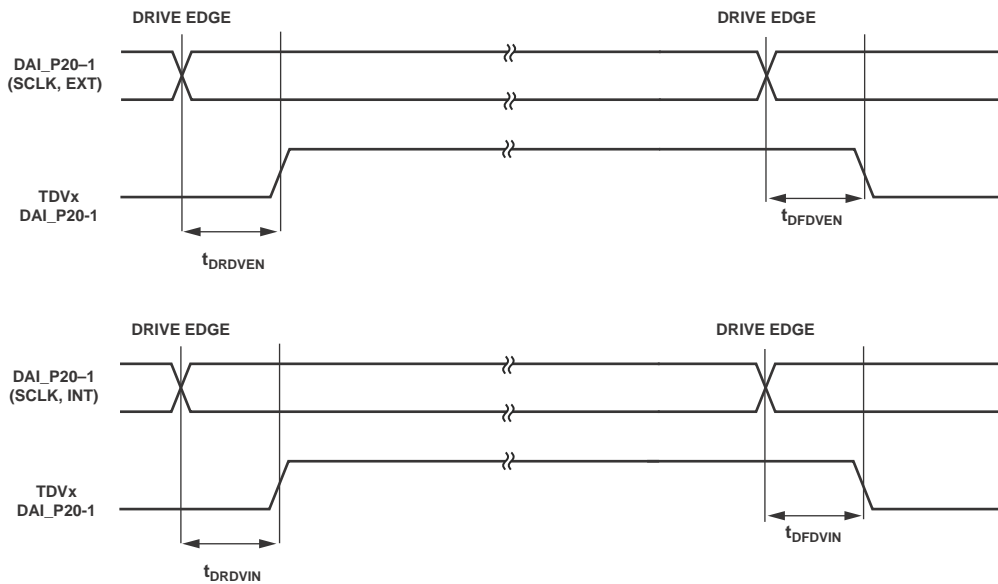 DRIVE EDGE DRIVE EDGE
DAI_P20–1
(SCLK, EXT)
TDVx
DAI_P20-1
tDFDVEN
tDRDVEN
DRIVE EDGE DRIVE EDGE
DAI_P20–1
(SCLK, INT)
TDVx
DAI_P20-1
tDFDVIN
tDRDVIN